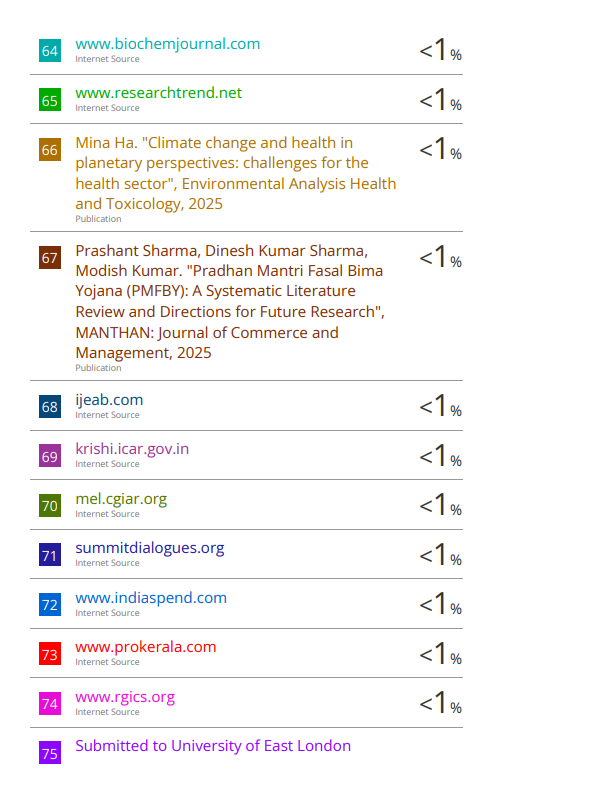 64 www.biochemjournal.com <1%
Internet Source
65 www.researchtrend.net <1%
Internet Source
66 Mina Ha. "Climate change and health in <1%
planetary perspectives: challenges for the
health sector", Environmental Analysis Health
and Toxicology, 2025
Publication
67 Prashant Sharma, Dinesh Kumar Sharma, <1%
Modish Kumar. "Pradhan Mantri Fasal Bima
Yojana (PMFBY): A Systematic Literature
Review and Directions for Future Research",
MANTHAN: Journal of Commerce and
Management, 2025
Publication
68 ijeab.com <1%
Internet Source
69 krishi.icar.gov.in <1%
Internet Source
70 mel.cgiar.org <1%
Internet Source
71 summitdialogues.org <1%
Internet Source
72 www.indiaspend.com <1%
Internet Source
73 www.prokerala.com <1%
Internet Source
74 www.rgics.org <1%
Internet Source
75 Submitted to University of East London